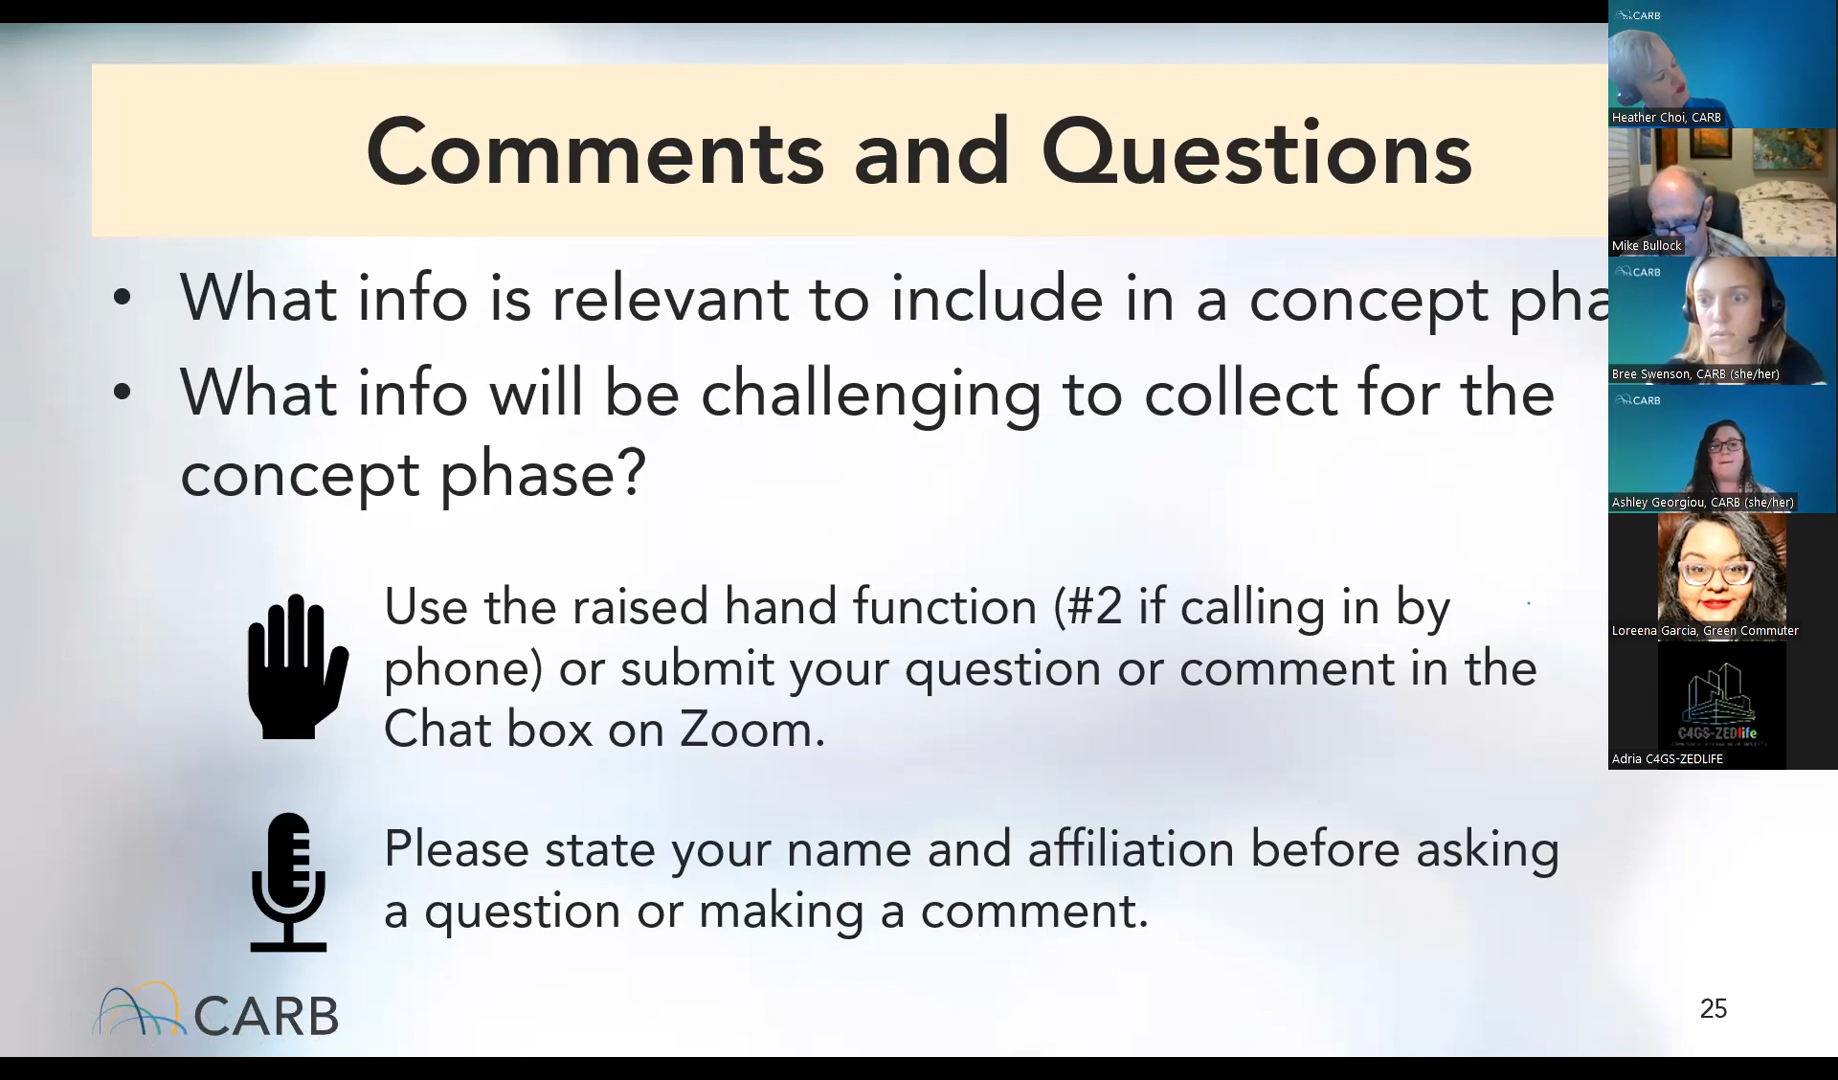 Comments and Questions
• What info is relevant to include in a concept pha
• What info will be challenging to collect for the
concept phase?
Use the raised hand function (#2 if calling in by
phone) or submit your question or comment in the
Chat box on Zoom.
Please state your name and affiliation before asking
a question or making a comment.
CARB
25
CARB
Heather Choi, CARB
Mike Bullock
CARB
Bree Swenson, CARB (she/her)
CARB
Ashley Georgiou, CARB (she/her)
Loreena Garcia, Green Commuter
C4GS-ZEDlife
Adria C4GS-ZEDLIFE